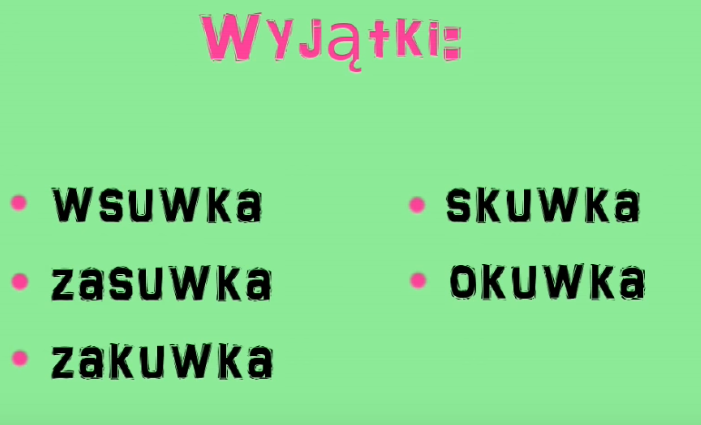 Wyjątki:
• wsuwka
• zasuwka
• zakuwka
• skuwka
• okuwka